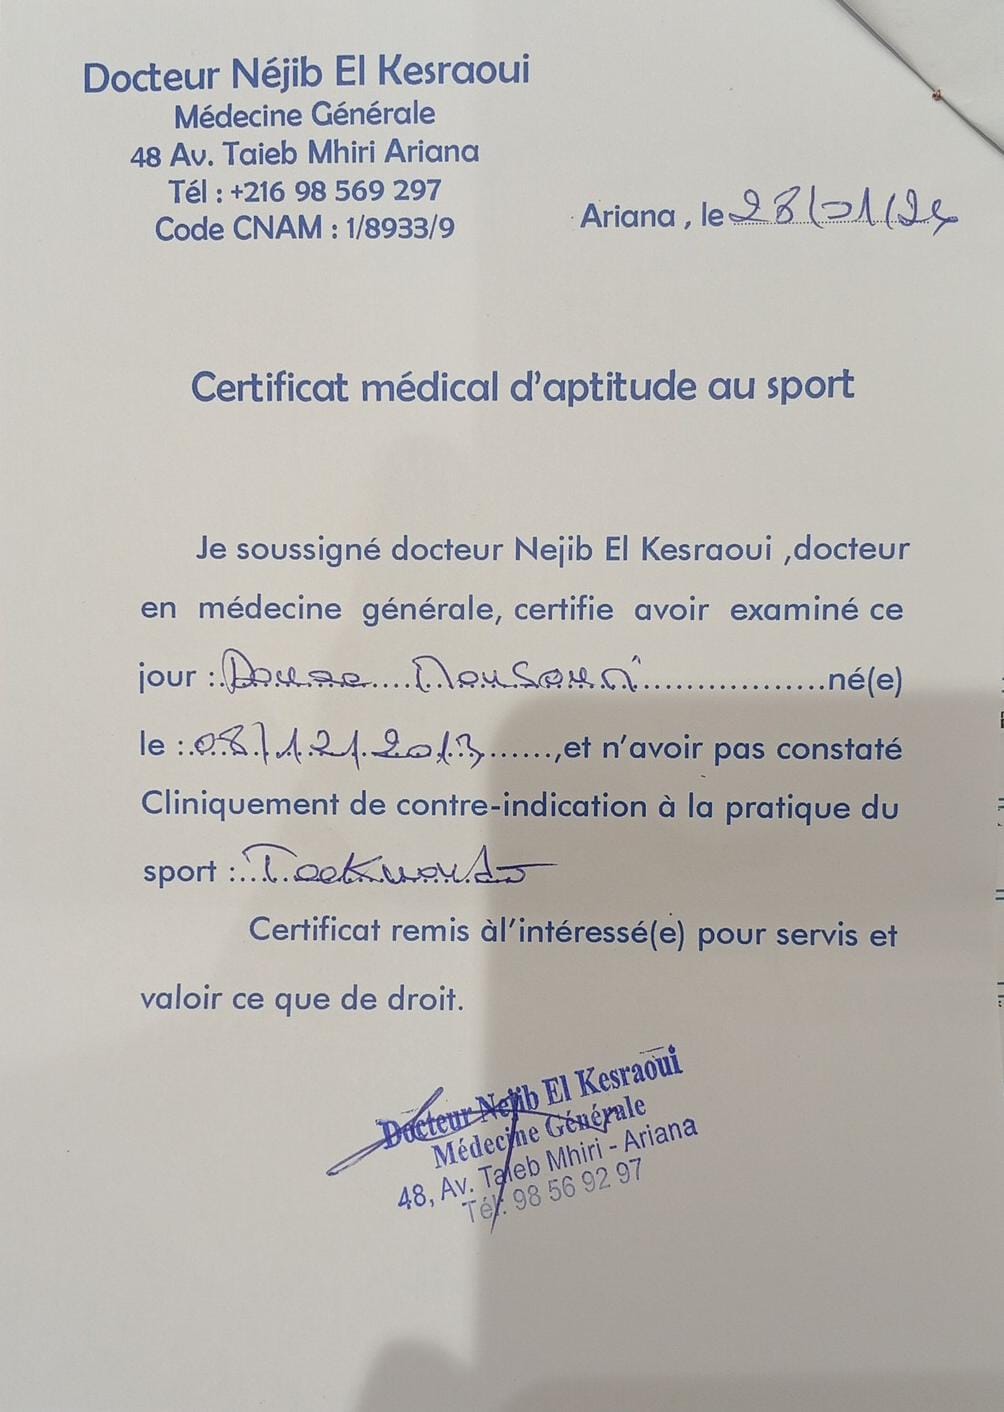 Docteur Néjib El Kesraoui
Médecine Générale
48 Av. Taieb Mhiri Ariana
Tél : +216 98 569 297
Code CNAM : 1/8933/9
Ariana , le 28/01/24
Certificat médical d'aptitude au sport
Je soussigné docteur Nejib El Kesraoui ,docteur
en médecine générale, certifie avoir examiné ce
jour :..............né(e)
le : 08/12/2013......,et n'avoir pas constaté
Cliniquement de contre-indication à la pratique du
sport :...Taekwondo
Certificat remis àl'intéressé(e) pour servis et
valoir ce que de droit.
Docteur Nejib El Kesraoui
Médecine Générale
48, Av. Taieb Mhiri - Ariana
Tél: 98 56 92 97